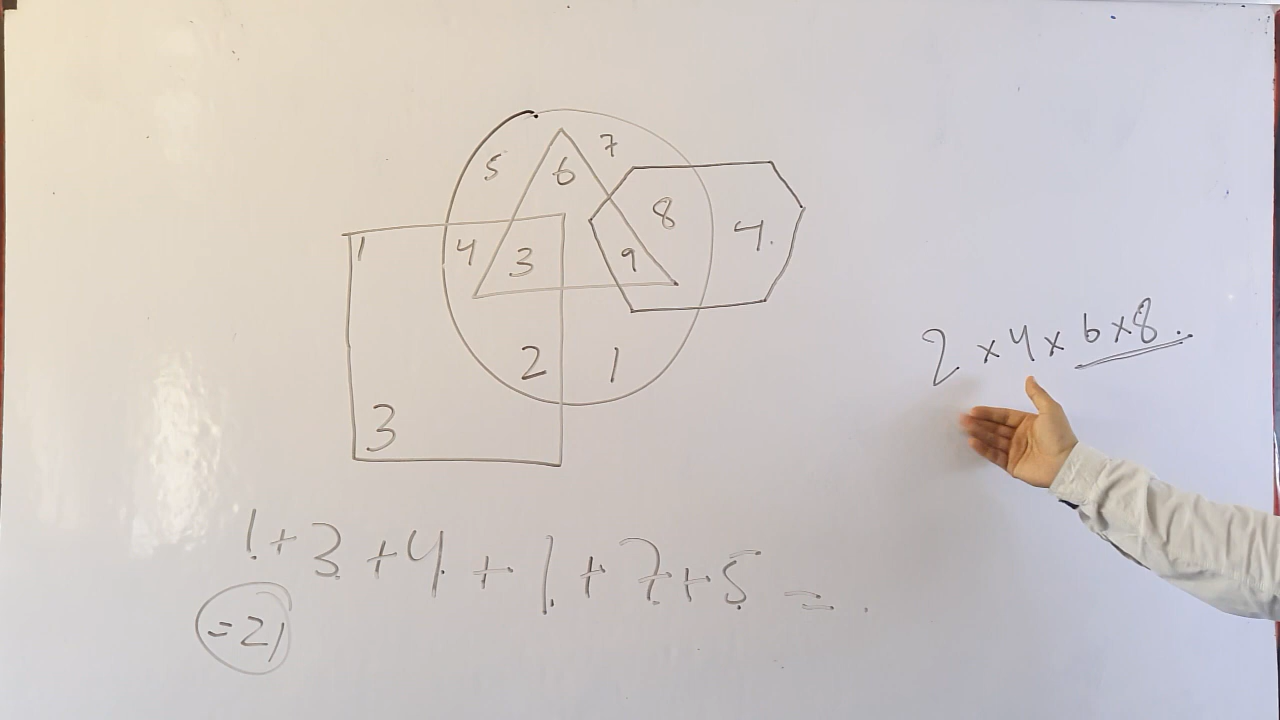 5 7
6
8
1 4 3 9 4.
2 1
3
2 × 4 × 6 × 8.
1 + 3 + 4 + 1 + 7 + 5 = .
= 21